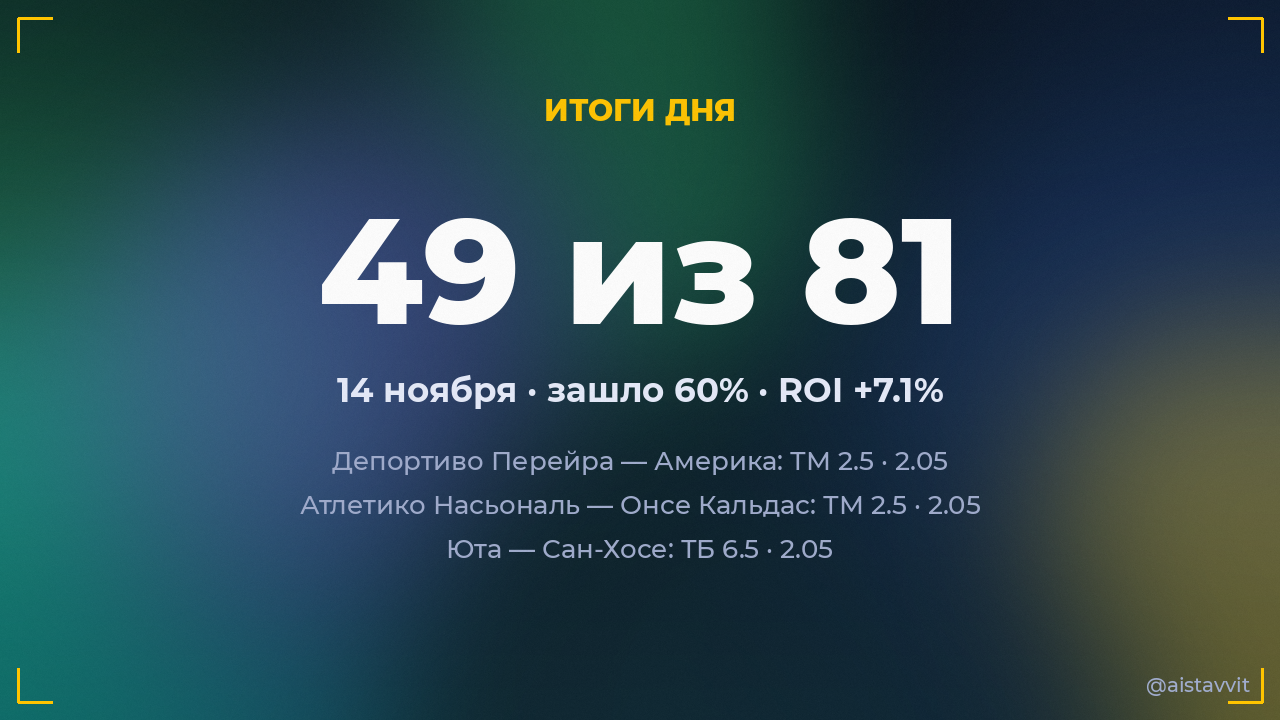 ИТОГИ ДНЯ
49 из 81
14 ноября · зашло 60% · ROI +7.1%
Депортиво Перейра — Америка: ТМ 2.5 · 2.05
Атлетико Насьональ — Онсе Кальдас: ТМ 2.5 · 2.05
Юта — Сан-Хосе: ТБ 6.5 · 2.05
@aistavvit